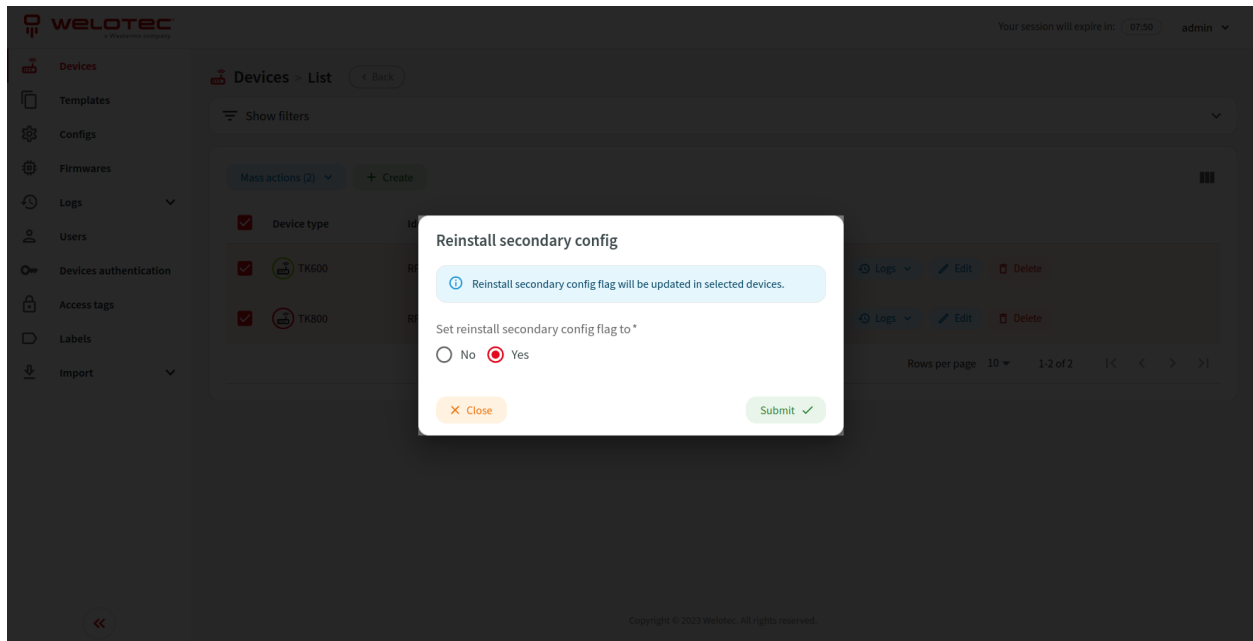 WELOTEC
a Westermo company
Your session will expire in: 07:50 admin
Devices
Templates
Configs
Firmwares
Logs
Users
Devices authentication
Access tags
Labels
Import
Devices > List < Back
Show filters
Mass actions (2) + Create
Device type
TK600 Logs Edit Delete
TK800 Logs Edit Delete
Rows per page 10 1-2 of 2
Reinstall secondary config
Reinstall secondary config flag will be updated in selected devices.
Set reinstall secondary config flag to*
No Yes
Close Submit
Copyright © 2023 Welotec. All rights reserved.